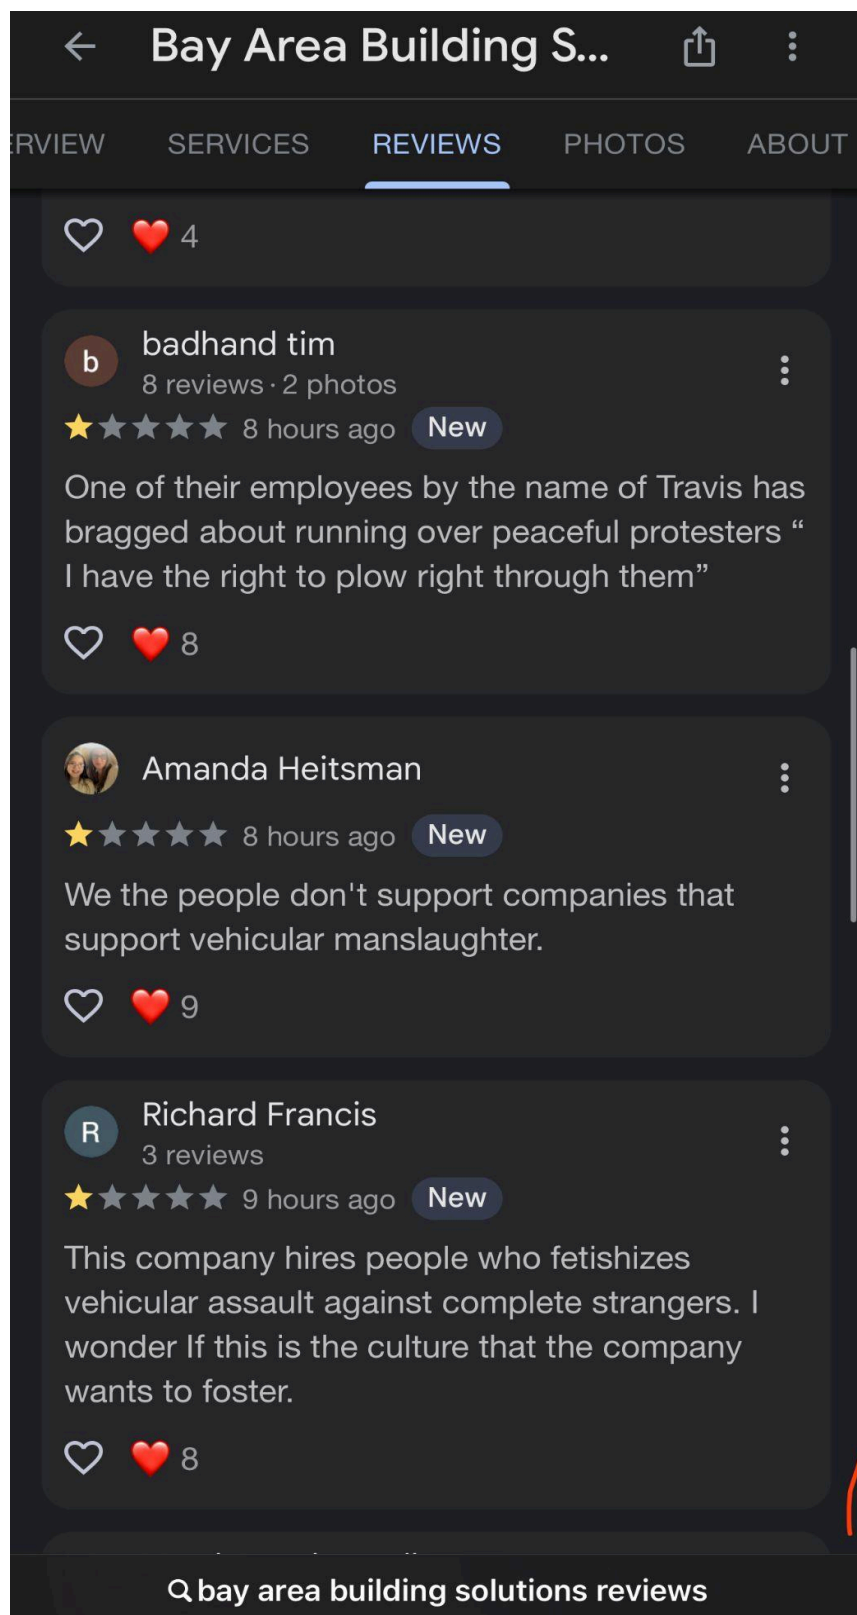 Bay Area Building S...
ERVIEW SERVICES REVIEWS PHOTOS ABOUT
4
b
badhand tim
8 reviews · 2 photos
8 hours ago New
One of their employees by the name of Travis has
bragged about running over peaceful protesters “
I have the right to plow right through them”
8
Amanda Heitsman
8 hours ago New
We the people don't support companies that
support vehicular manslaughter.
9
R
Richard Francis
3 reviews
9 hours ago New
This company hires people who fetishizes
vehicular assault against complete strangers. I
wonder If this is the culture that the company
wants to foster.
8
bay area building solutions reviews